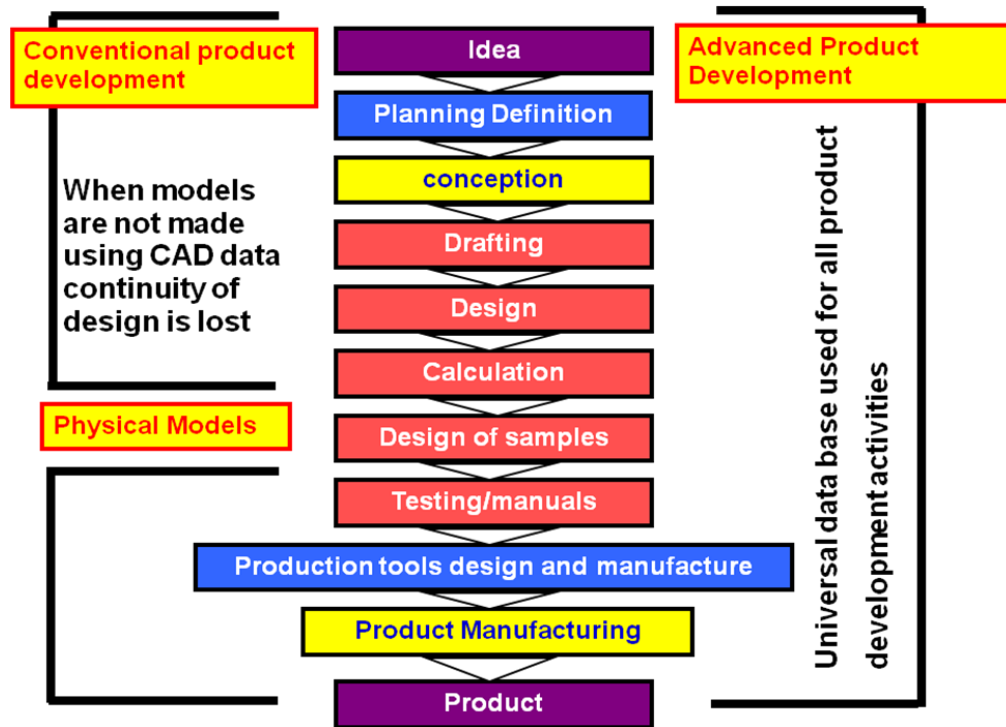 Conventional product
development
When models
are not made
using CAD data
continuity of
design is lost
Physical Models
Idea
Planning Definition
conception
Drafting
Design
Calculation
Design of samples
Testing/manuals
Production tools design and manufacture
Product Manufacturing
Product
Advanced Product
Development
Universal data base used for all product
development activities